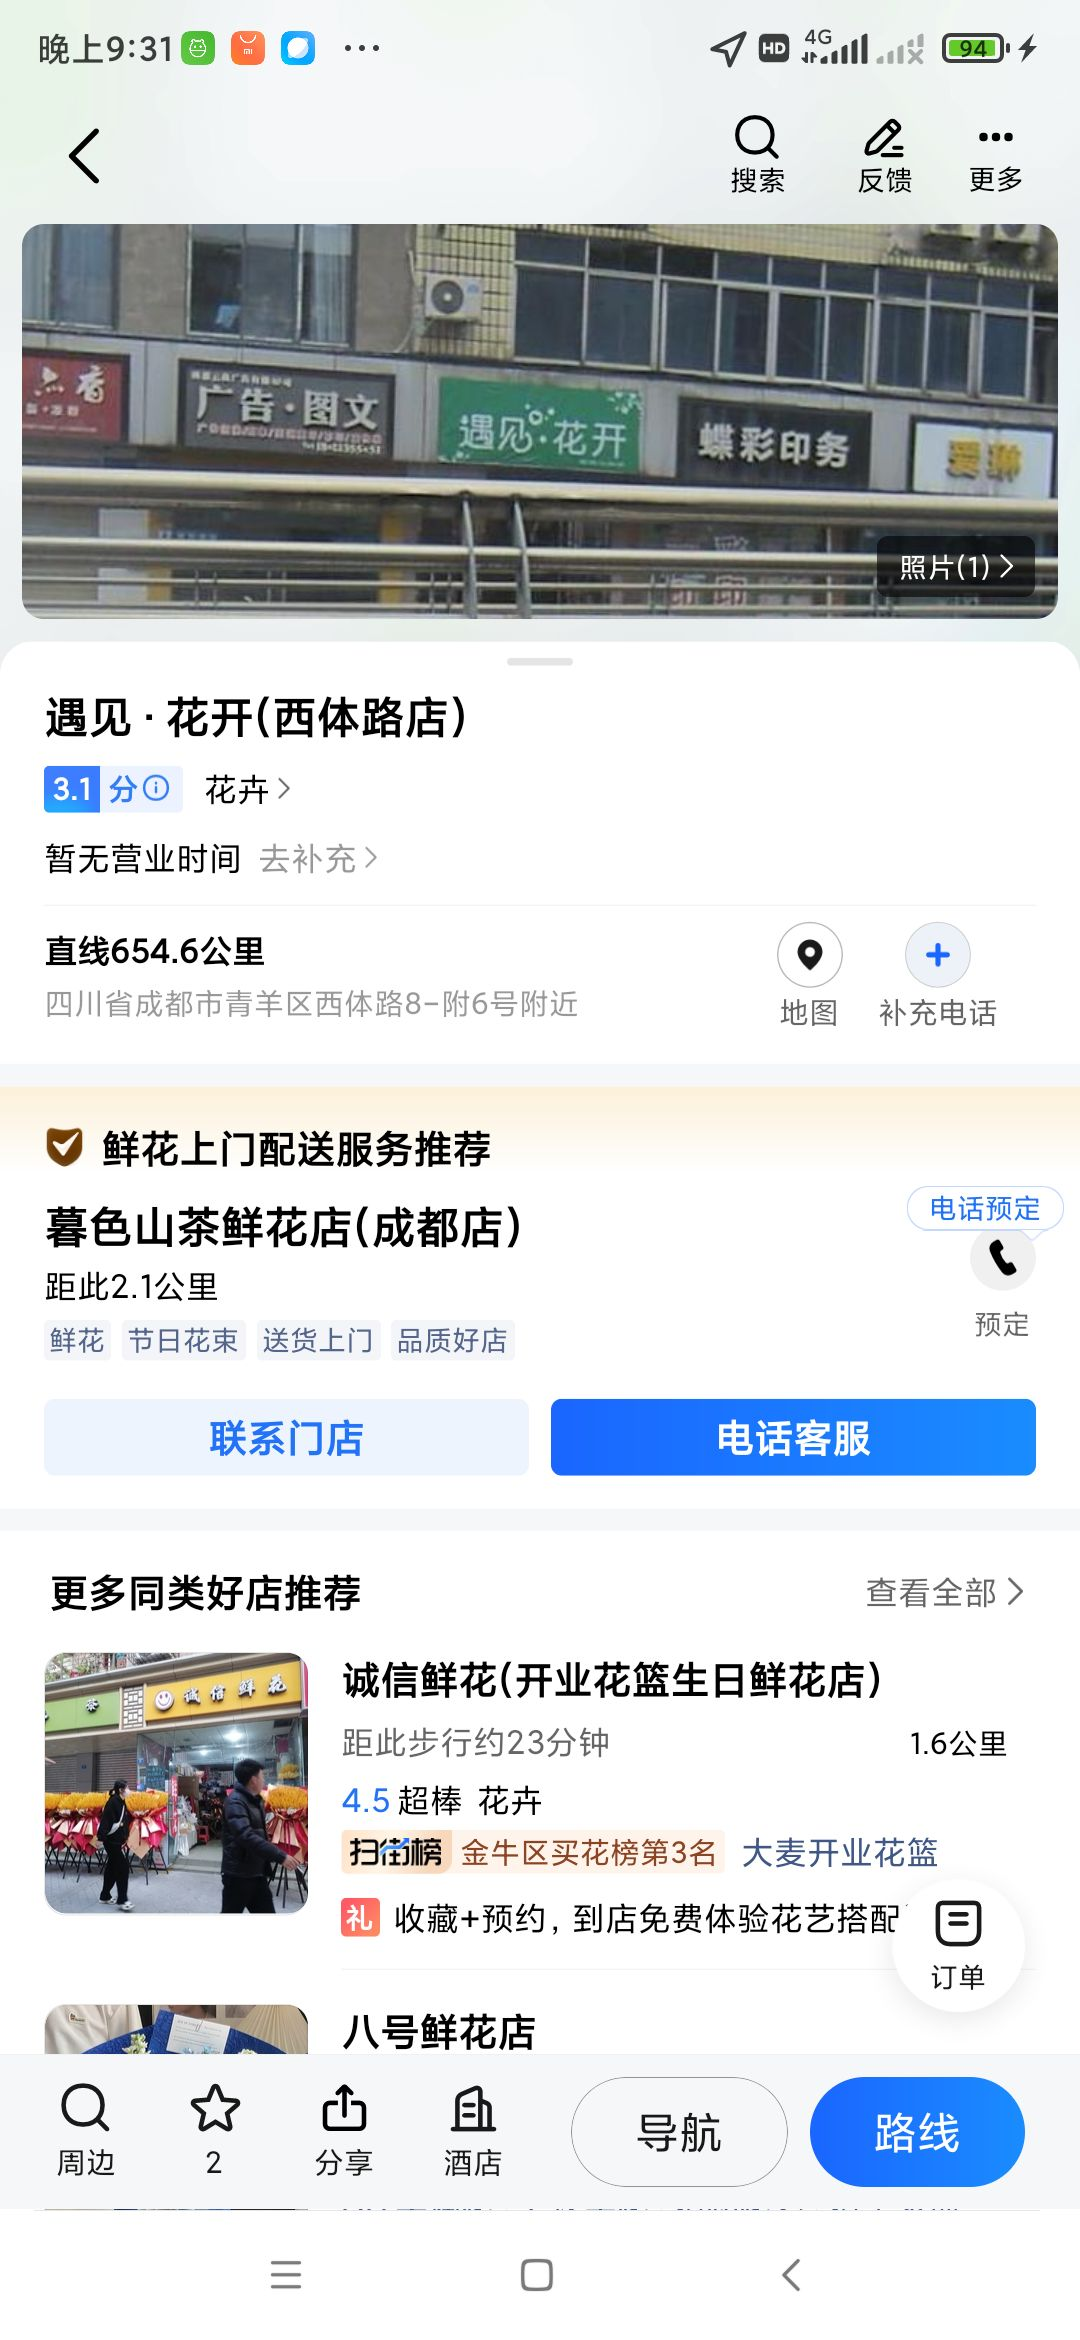 晚上9:31
HD
4G
94
搜索
反馈
更多
广告·图文
遇见·花开
蝶彩印务
爱琳
照片(1)
遇见·花开(西体路店)
3.1分
花卉
暂无营业时间 去补充
直线654.6公里
四川省成都市青羊区西体路8-附6号附近
地图
补充电话
鲜花上门配送服务推荐
暮色山茶鲜花店(成都店)
电话预定
距此2.1公里
预定
鲜花 节日花束 送货上门 品质好店
联系门店
电话客服
更多同类好店推荐
查看全部
诚信鲜花
诚信鲜花(开业花篮生日鲜花店)
距此步行约23分钟
1.6公里
4.5 超棒 花卉
扫街榜 金牛区买花榜第3名 大麦开业花篮
礼 收藏+预约，到店免费体验花艺搭配
订单
八号鲜花店
周边
2
分享
酒店
导航
路线